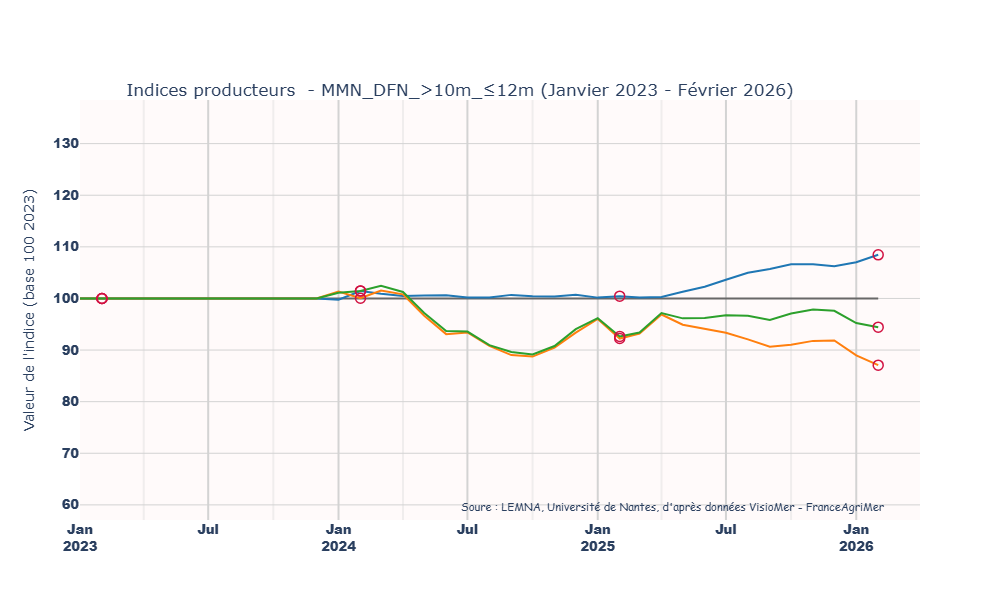 Indices producteurs  - MMN_DFN_>10m_≤12m (Janvier 2023 - Février 2026)
Valeur de l'indice (base 100 2023)
130
120
110
100
90
80
70
60
Soure : LEMNA, Université de Nantes, d'après données VisioMer - FranceAgriMer
Jan Jul Jan Jul Jan Jul Jan
2023 2024 2025 2026